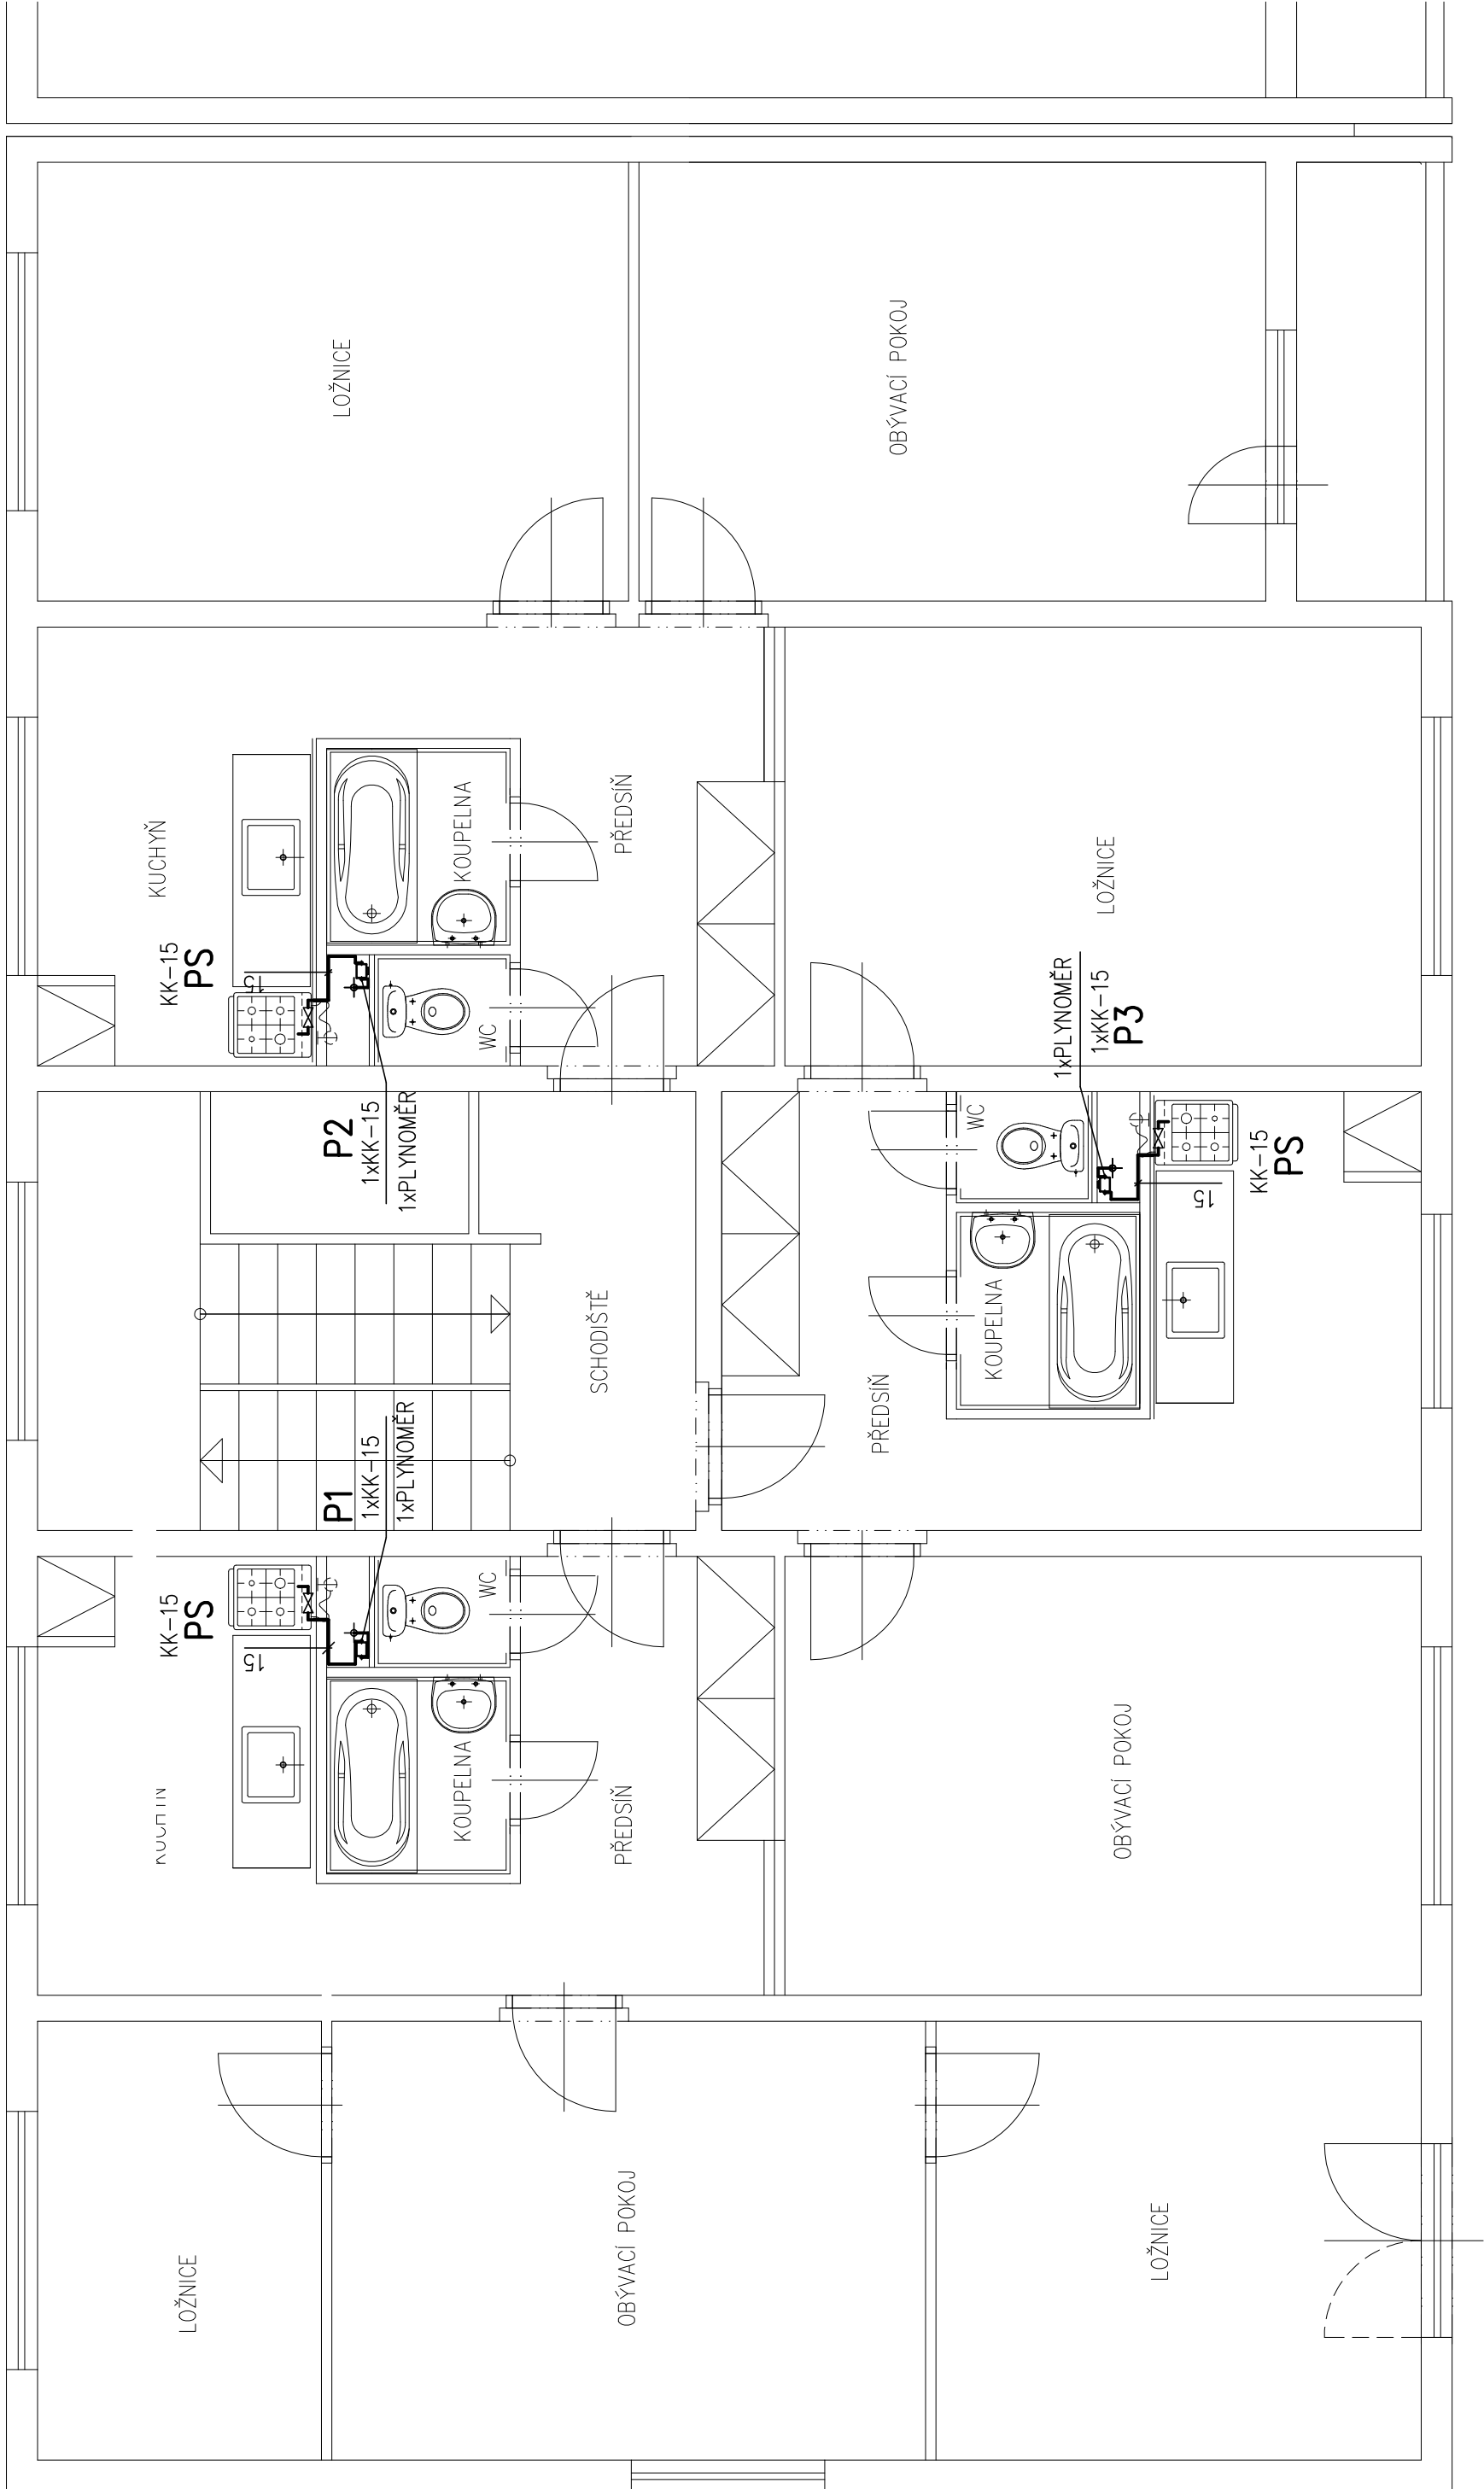 LOŽNICE
OBÝVACÍ POKOJ
KUCHYŇ
KK-15
PS
15
KOUPELNA
WC
PŘEDSÍŇ
LOŽNICE
P2
1xKK-15
1xPLYNOMĚR
1xPLYNOMĚR
1xKK-15
P3
WC
KOUPELNA
15
KK-15
PS
SCHODIŠTĚ
PŘEDSÍŇ
P1
1xKK-15
1xPLYNOMĚR
KK-15
PS
15
WC
KOUPELNA
PŘEDSÍŇ
OBÝVACÍ POKOJ
LOŽNICE
OBÝVACÍ POKOJ
LOŽNICE